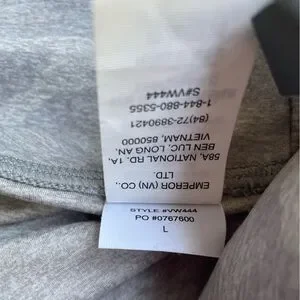 EMPEROR (VN) CO.,
LTD.
58A, NATIONAL RD. 1A,
BEN LUC, LONG AN,
VIETNAM, 850000
(84)72-3890421
1-844-880-5355
S#VW444
STYLE #VW444
PO #0767600
L